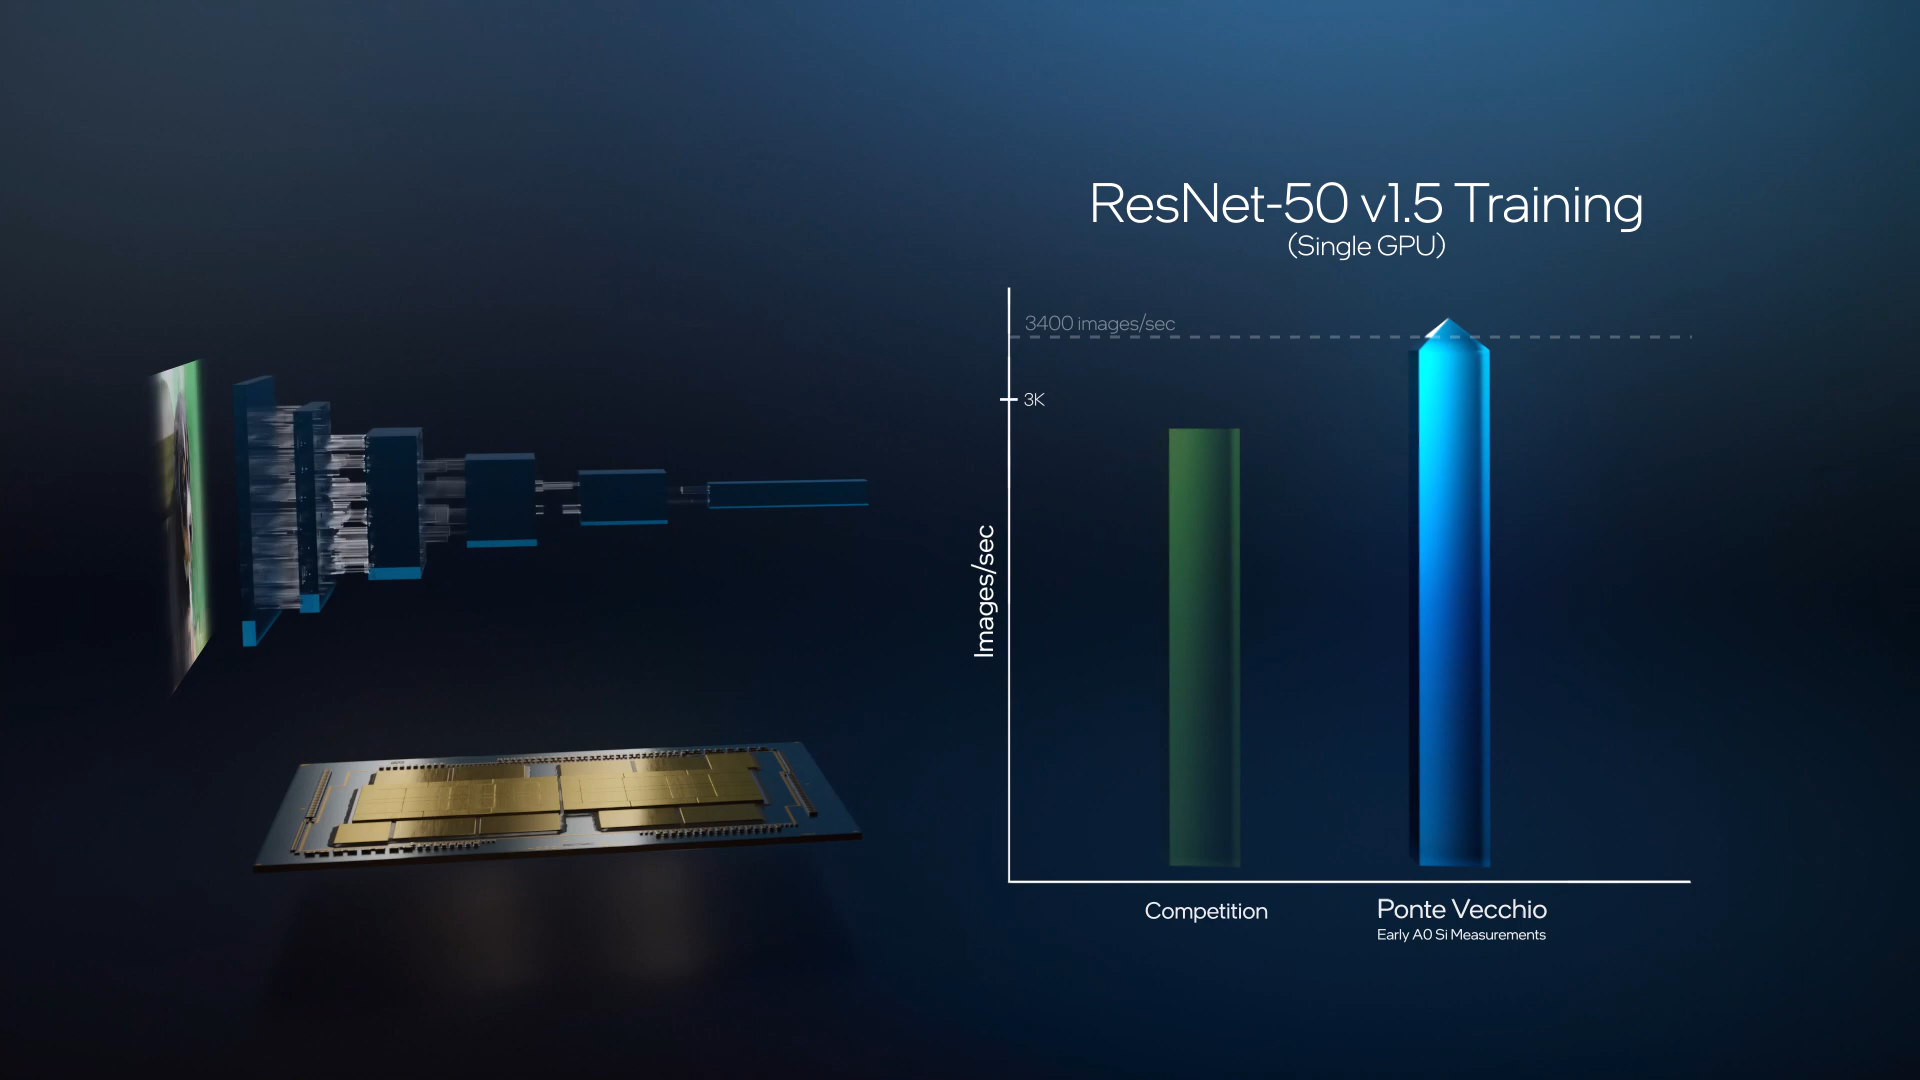 ResNet-50 v1.5 Training
(Single GPU)
3400 images/sec
3K
Images/sec
Competition
Ponte Vecchio
Early A0 Si Measurements